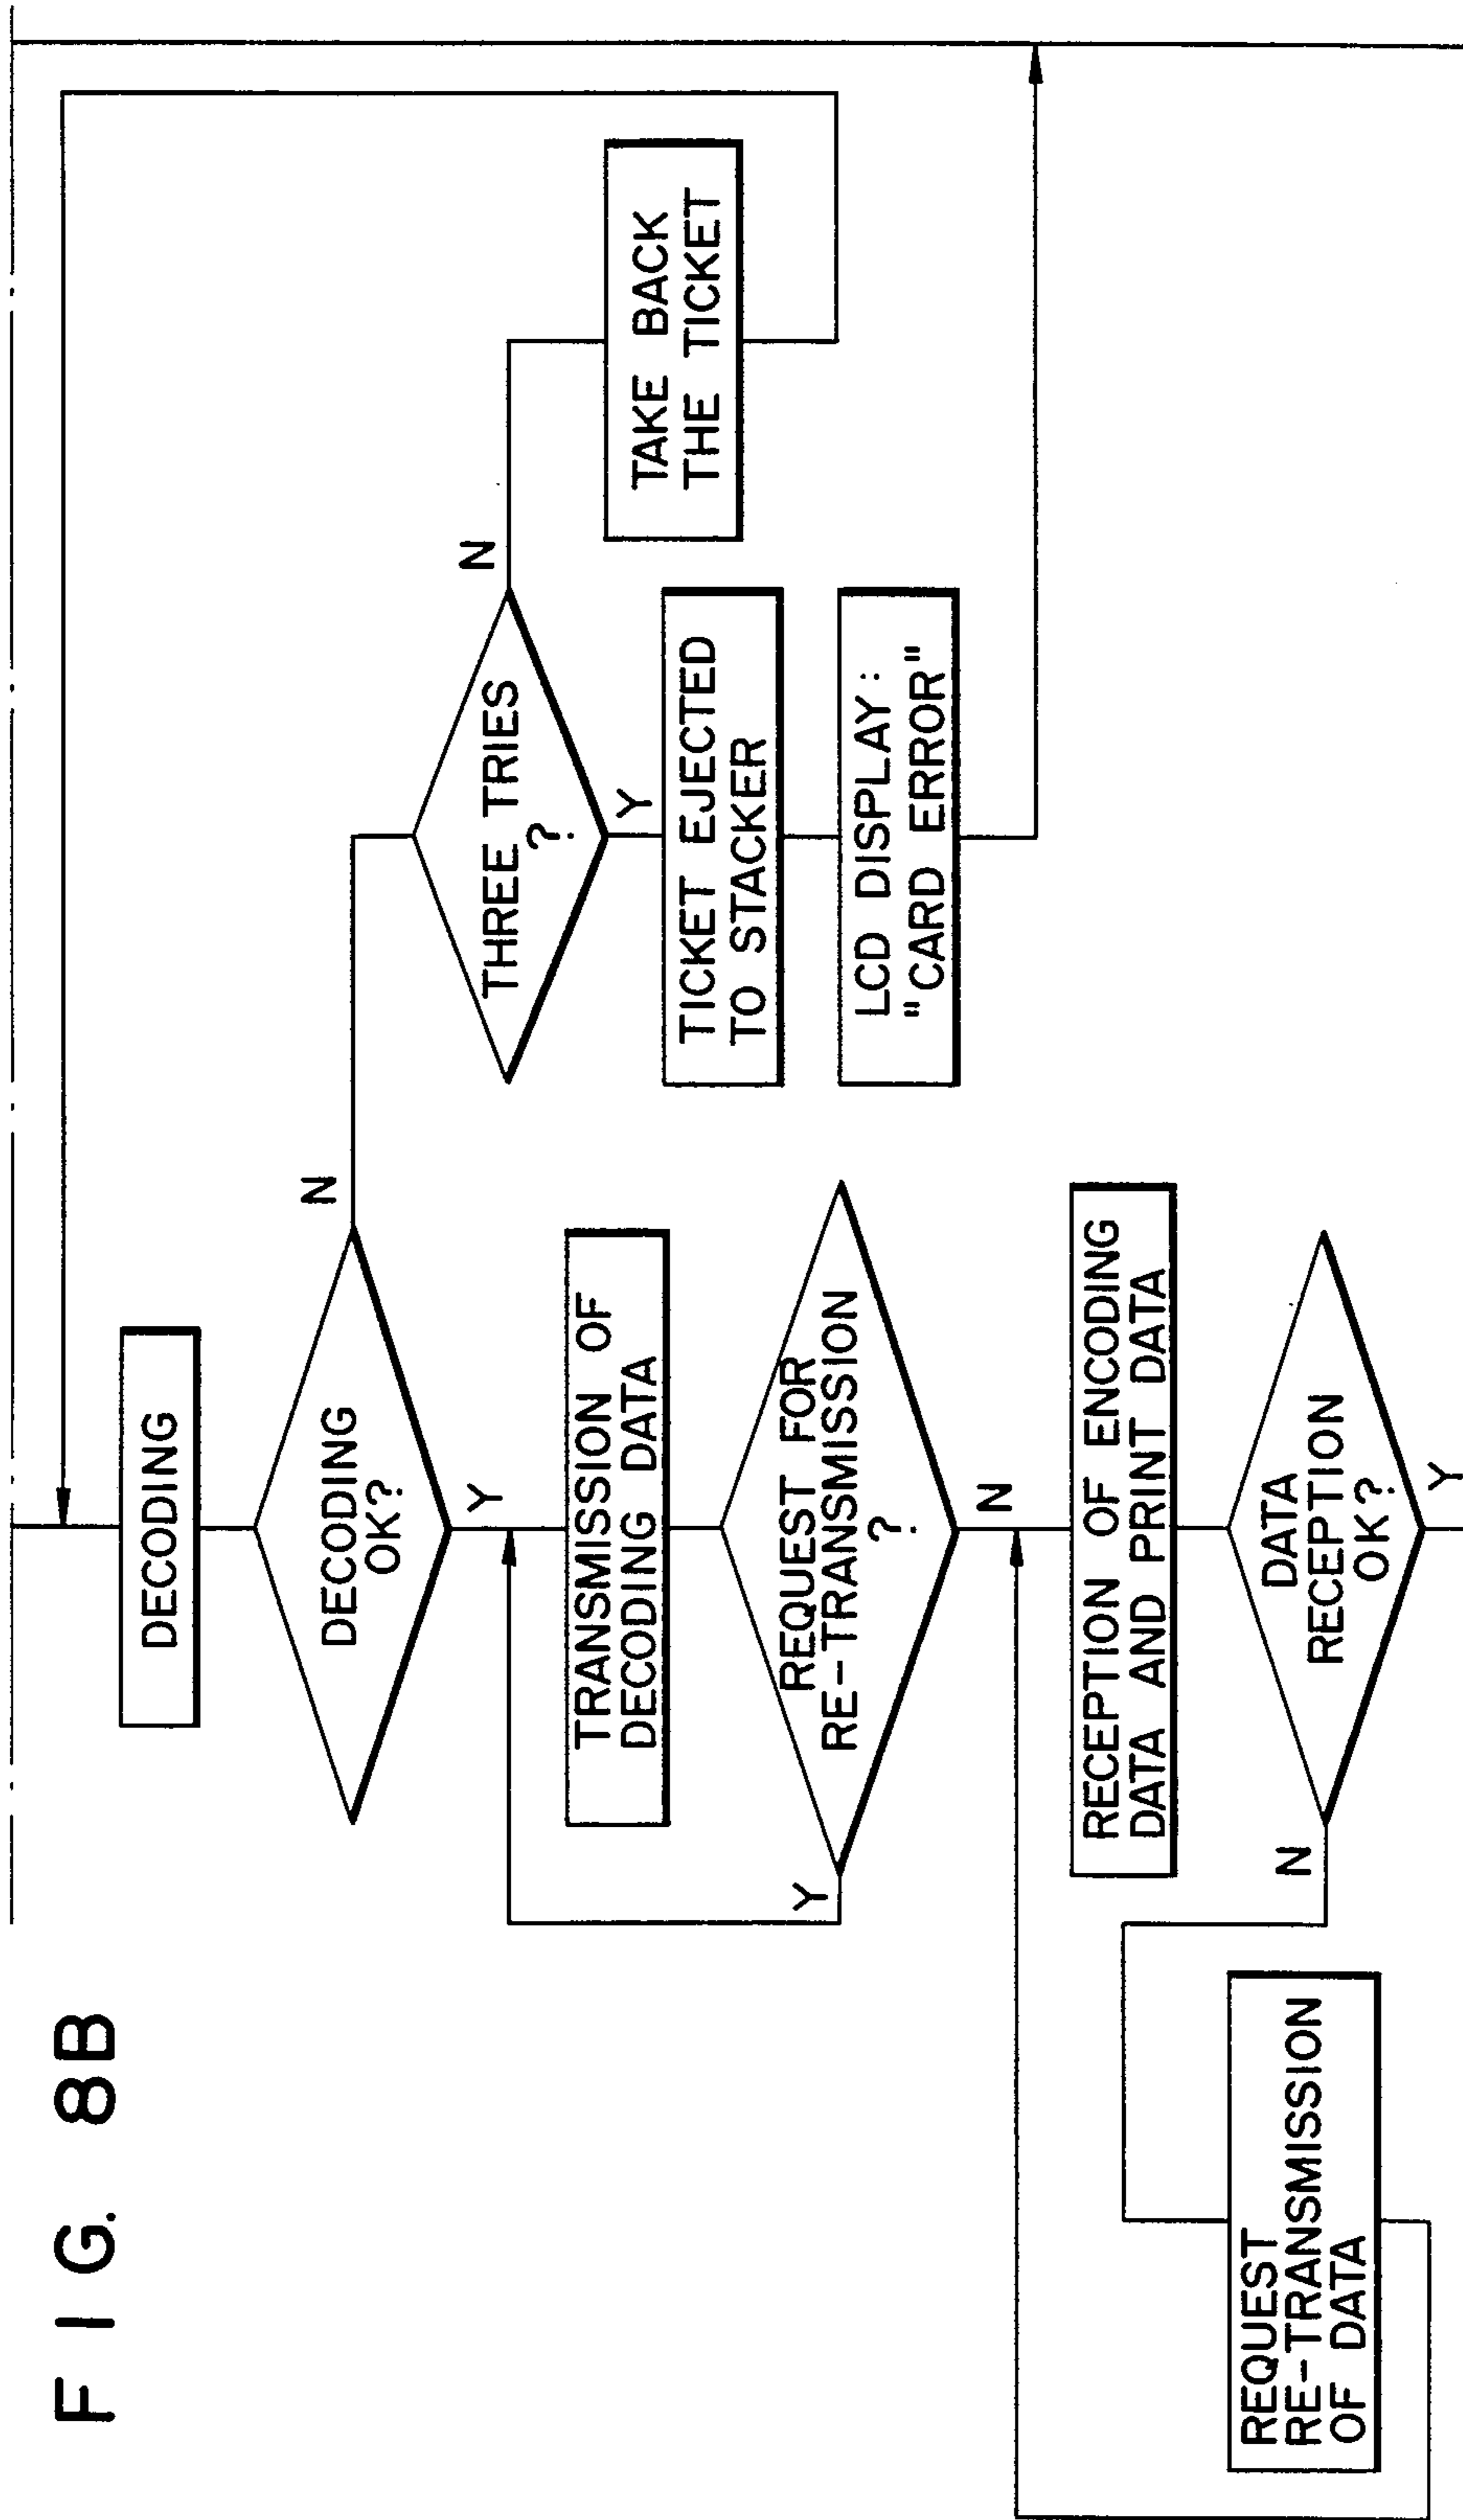 F I G. 8B
DECODING
DECODING
OK?
N
Y
THREE TRIES
?
N
Y
TAKE BACK
THE TICKET
TICKET EJECTED
TO STACKER
LCD DISPLAY:
"CARD ERROR"
TRANSMISSION OF
DECODING DATA
REQUEST FOR
RE-TRANSMISSION
?
Y
N
RECEPTION OF ENCODING
DATA AND PRINT DATA
DATA
RECEPTION
OK?
N
Y
REQUEST
RE-TRANSMISSION
OF DATA